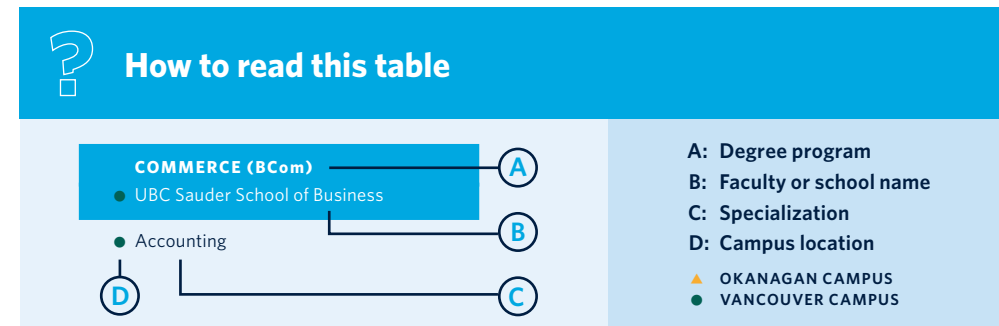 ?
How to read this table
COMMERCE (BCom)
UBC Sauder School of Business
Accounting
A
B
C
D
A: Degree program
B: Faculty or school name
C: Specialization
D: Campus location
OKANAGAN CAMPUS
VANCOUVER CAMPUS